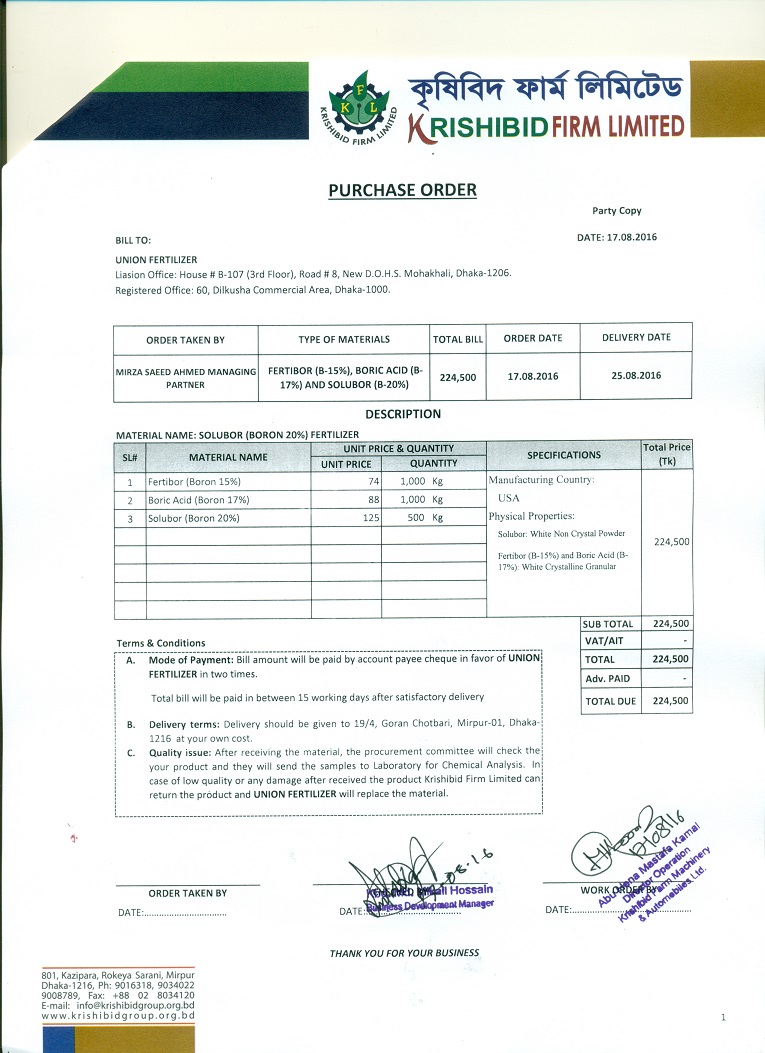 KFL
KRISHIBID FIRM LIMITED
কৃষিবিদ ফার্ম লিমিটেড
KRISHIBID FIRM LIMITED
PURCHASE ORDER
Party Copy
BILL TO:
DATE: 17.08.2016
UNION FERTILIZER
Liasion Office: House # B-107 (3rd Floor), Road # 8, New D.O.H.S. Mohakhali, Dhaka-1206.
Registered Office: 60, Dilkusha Commercial Area, Dhaka-1000.
ORDER TAKEN BY TYPE OF MATERIALS TOTAL BILL ORDER DATE DELIVERY DATE
MIRZA SAEED AHMED MANAGING PARTNER FERTIBOR (B-15%), BORIC ACID (B-17%) AND SOLUBOR (B-20%) 224,500 17.08.2016 25.08.2016
DESCRIPTION
MATERIAL NAME: SOLUBOR (BORON 20%) FERTILIZER
SL# MATERIAL NAME UNIT PRICE & QUANTITY SPECIFICATIONS Total Price (Tk)
UNIT PRICE QUANTITY
1 Fertibor (Boron 15%) 74 1,000 Kg
2 Boric Acid (Boron 17%) 88 1,000 Kg
3 Solubor (Boron 20%) 125 500 Kg
Manufacturing Country:
USA
Physical Properties:
Solubor: White Non Crystal Powder
Fertibor (B-15%) and Boric Acid (B-
17%): White Crystalline Granular
224,500
SUB TOTAL 224,500
VAT/AIT -
TOTAL 224,500
Adv. PAID -
TOTAL DUE 224,500
Terms & Conditions
A. Mode of Payment: Bill amount will be paid by account payee cheque in favor of UNION
FERTILIZER in two times.
Total bill will be paid in between 15 working days after satisfactory delivery
B. Delivery terms: Delivery should be given to 19/4, Goran Chotbari, Mirpur-01, Dhaka-
1216 at your own cost.
C. Quality issue: After receiving the material, the procurement committee will check the
your product and they will send the samples to Laboratory for Chemical Analysis. In
case of low quality or any damage after received the product Krishibid Firm Limited can
return the product and UNION FERTILIZER will replace the material.
17/08/16
Hossain
Business Development Manager
Abu Hena Mastafa Kamal
Director Operation
Krishibid Farm Machinery
& Automobiles Ltd.
ORDER TAKEN BY
WORK ORDER BY
DATE:................................
DATE:
DATE:
THANK YOU FOR YOUR BUSINESS
801, Kazipara, Rokeya Sarani, Mirpur
Dhaka-1216, Ph: 9016318, 9034022
9008789, Fax: +88 02 8034120
E-mail: info@krishibidgroup.org.bd
www.krishibidgroup.org.bd
1